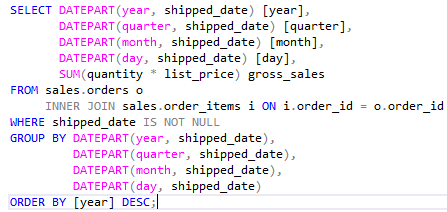 SELECT DATEPART(year, shipped_date) [year],
DATEPART(quarter, shipped_date) [quarter],
DATEPART(month, shipped_date) [month],
DATEPART(day, shipped_date) [day],
SUM(quantity * list_price) gross_sales
FROM sales.orders o
INNER JOIN sales.order_items i ON i.order_id = o.order_id
WHERE shipped_date IS NOT NULL
GROUP BY DATEPART(year, shipped_date),
DATEPART(quarter, shipped_date),
DATEPART(month, shipped_date),
DATEPART(day, shipped_date)
ORDER BY [year] DESC;